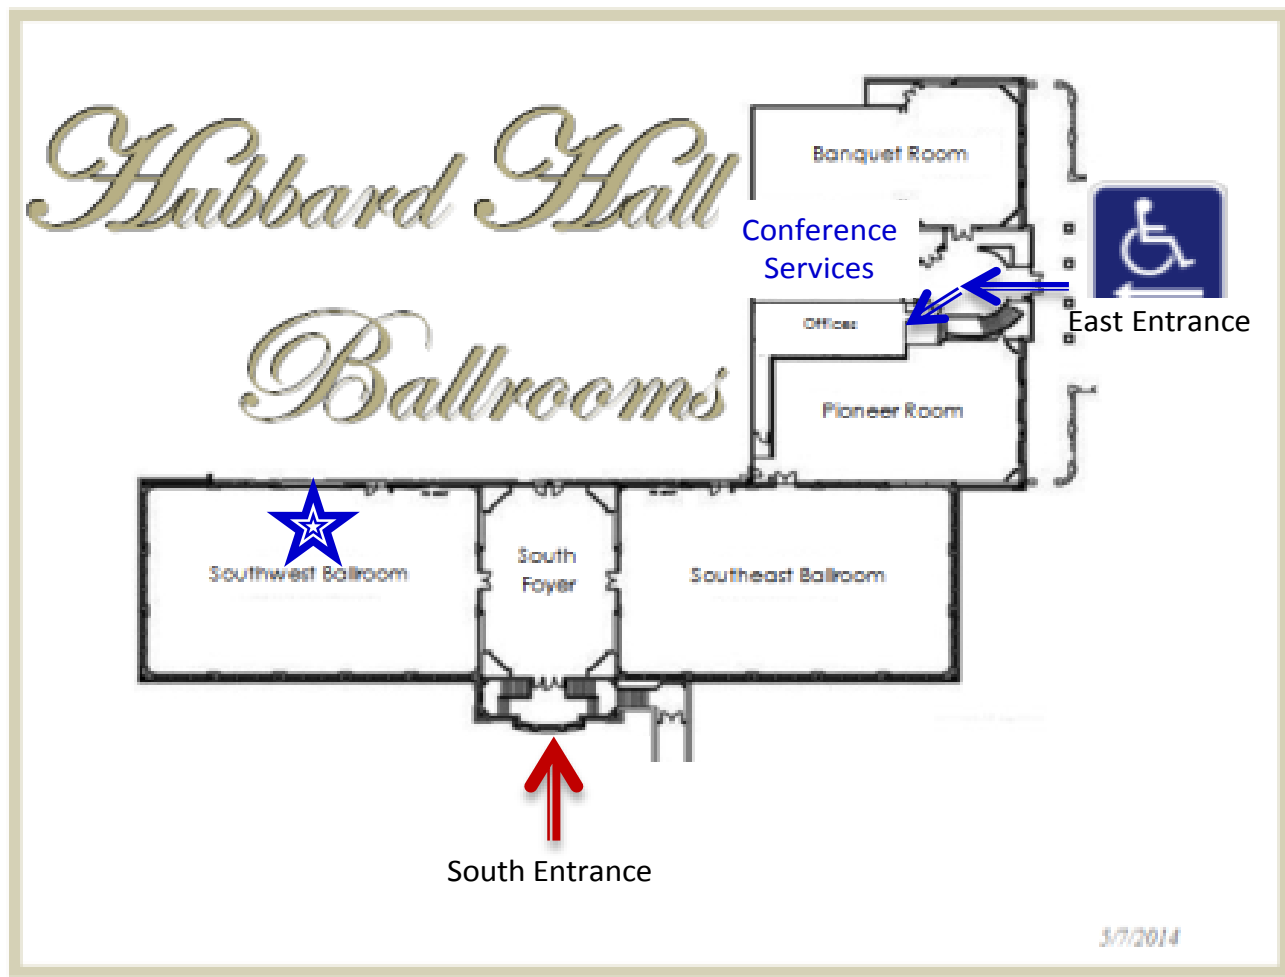 Hubbard Hall
Ballrooms
Banquet Room
Conference
Services
East Entrance
Offices
Pioneer Room
Southwest Ballroom
South
Foyer
Southeast Ballroom
South Entrance
5/7/2014